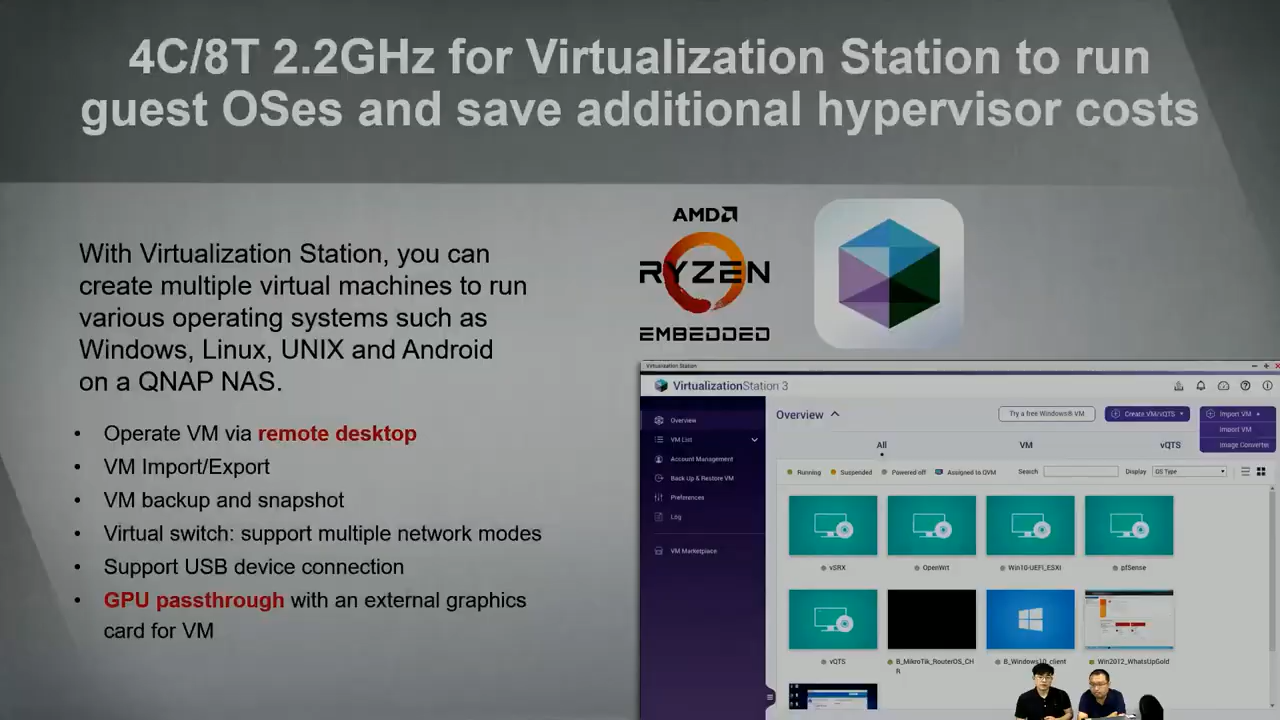 4C/8T 2.2GHz for Virtualization Station to run
guest OSes and save additional hypervisor costs
With Virtualization Station, you can
create multiple virtual machines to run
various operating systems such as
Windows, Linux, UNIX and Android
on a QNAP NAS.
• Operate VM via remote desktop
• VM Import/Export
• VM backup and snapshot
• Virtual switch: support multiple network modes
• Support USB device connection
• GPU passthrough with an external graphics
card for VM
AMD
RYZEN
EMBEDDED
Virtualization Station
VirtualizationStation 3
Overview
VM List
Account Management
Back Up & Restore VM
Preferences
Log
VM Marketplace
Overview
Try a free Windows® VM
Create VM/vQTS
Import VM
Import VM
Image Converter
All
VM
vQTS
Running
Suspended
Powered off
Assigned to QVM
Search
Display
OS Type
vSRX
OpenWrt
Win10-UEFI_ESXi
pfSense
vQTS
B_MikroTik_RouterOS_CH
R
B_Windows10_client
Win2012_WhatsUpGold